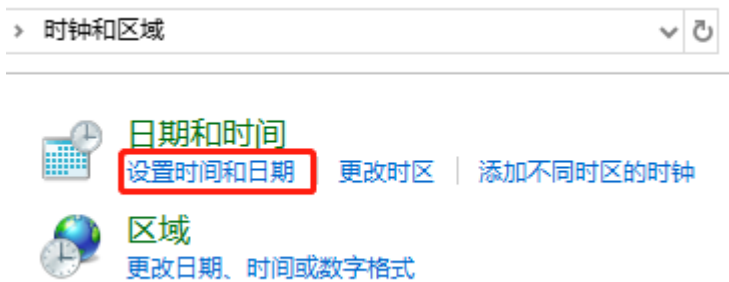 时钟和区域
日期和时间
设置时间和日期 更改时区 添加不同时区的时钟
区域
更改日期、时间或数字格式